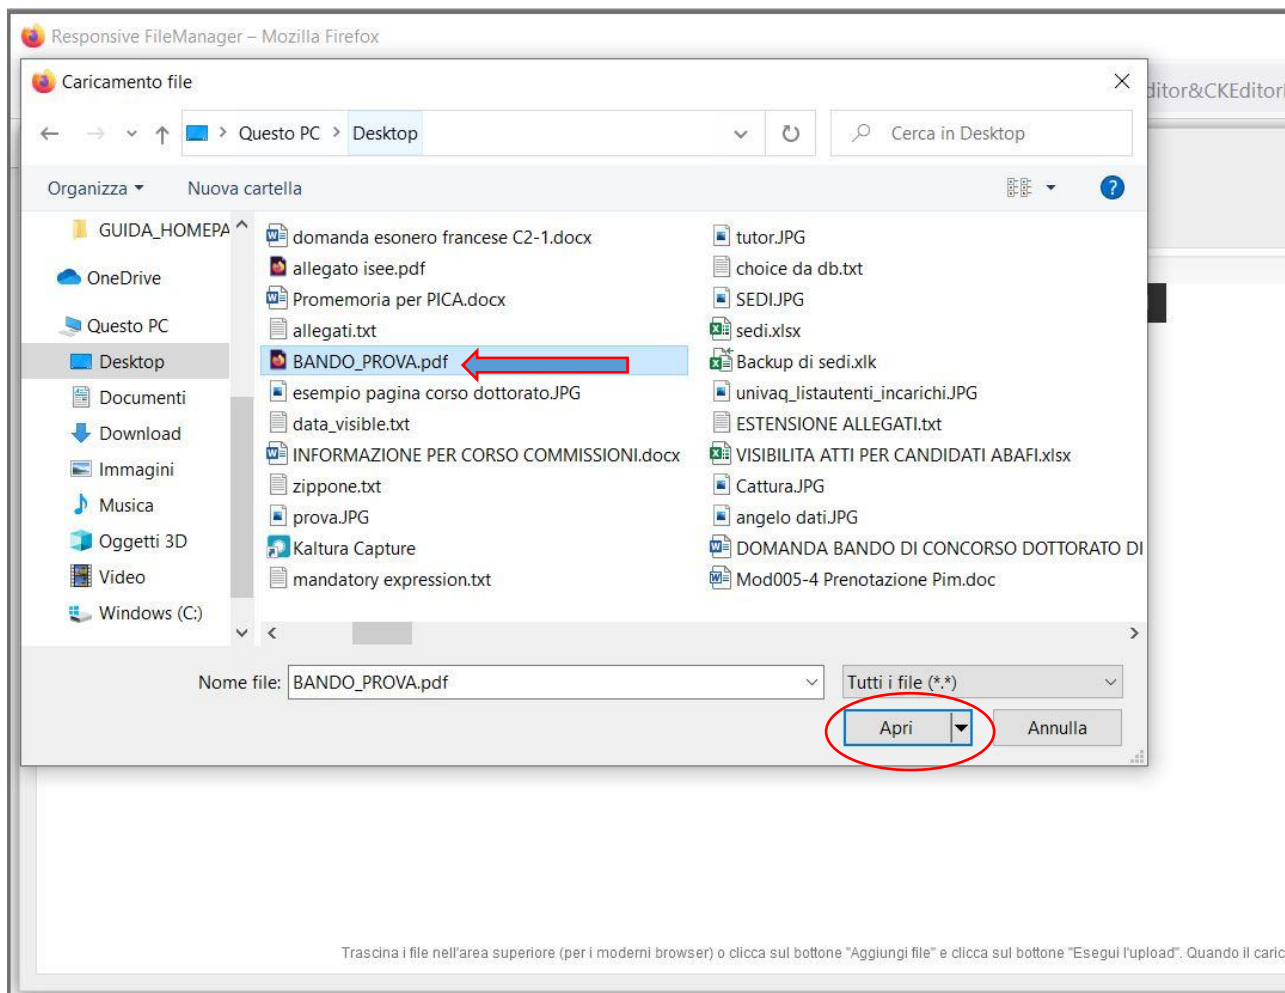 Responsive FileManager – Mozilla Firefox
Caricamento file
ditor&CKEditor
Questo PC > Desktop
Cerca in Desktop
Organizza
Nuova cartella
?
GUIDA_HOMEPA
OneDrive
Questo PC
Desktop
Documenti
Download
Immagini
Musica
Oggetti 3D
Video
Windows (C:)
domanda esonero francese C2-1.docx
allegato isee.pdf
Promemoria per PICA.docx
allegati.txt
BANDO_PROVA.pdf
esempio pagina corso dottorato.JPG
data_visible.txt
INFORMAZIONE PER CORSO COMMISSIONI.docx
zippone.txt
prova.JPG
Kaltura Capture
mandatory expression.txt
tutor.JPG
choice da db.txt
SEDI.JPG
sedi.xlsx
Backup di sedi.xlk
univaq_listautenti_incarichi.JPG
ESTENSIONE ALLEGATI.txt
VISIBILITA ATTI PER CANDIDATI ABAFI.xlsx
Cattura.JPG
angelo dati.JPG
DOMANDA BANDO DI CONCORSO DOTTORATO DI
Mod005-4 Prenotazione Pim.doc
Nome file: BANDO_PROVA.pdf
Tutti i file (*.*)
Apri
Annulla
Trascina i file nell'area superiore (per i moderni browser) o clicca sul bottone "Aggiungi file" e clicca sul bottone "Esegui l'upload". Quando il caric